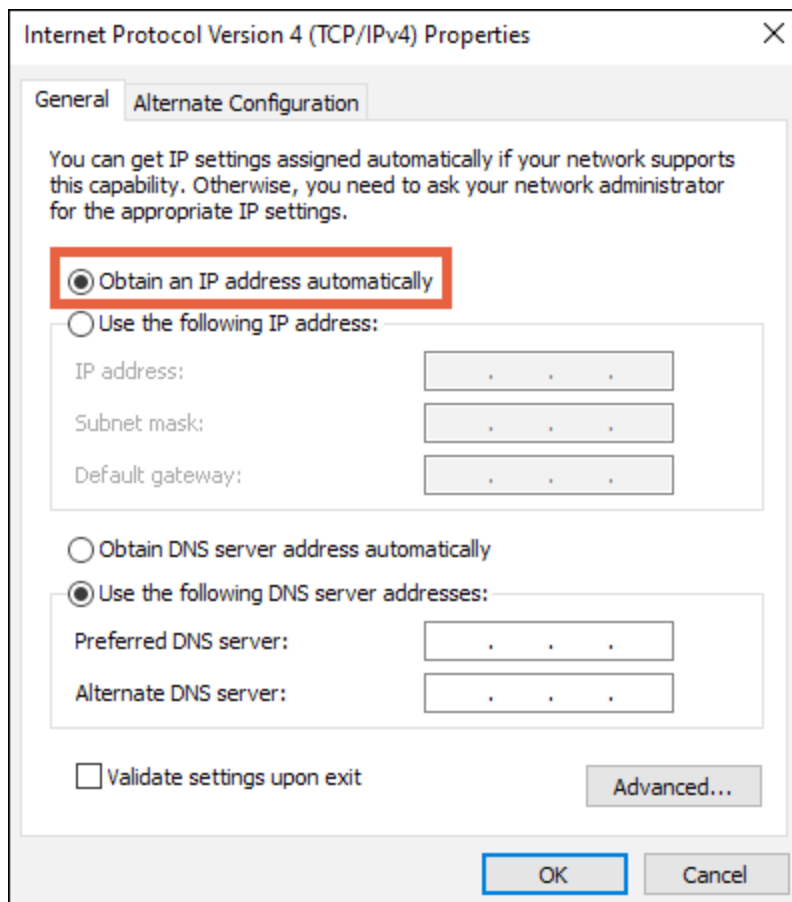 Internet Protocol Version 4 (TCP/IPv4) Properties
General
Alternate Configuration
You can get IP settings assigned automatically if your network supports
this capability. Otherwise, you need to ask your network administrator
for the appropriate IP settings.
Obtain an IP address automatically
Use the following IP address:
IP address:
Subnet mask:
Default gateway:
Obtain DNS server address automatically
Use the following DNS server addresses:
Preferred DNS server:
Alternate DNS server:
Validate settings upon exit
Advanced...
OK
Cancel